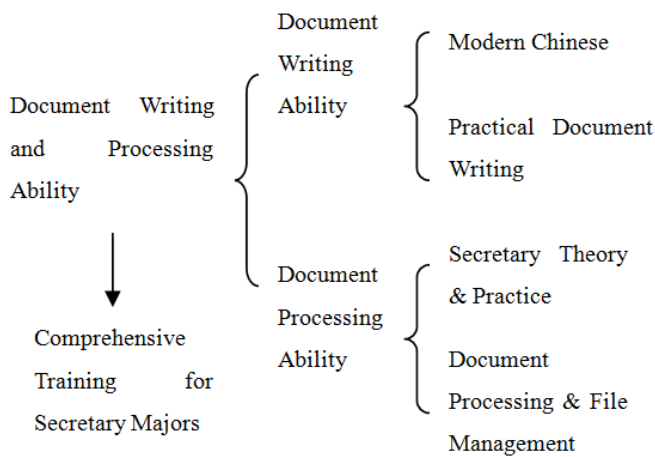 Document Writing
and Processing
Ability
Comprehensive
Training for
Secretary Majors
Document
Writing
Ability
Modern Chinese
Practical Document
Writing
Document
Processing
Ability
Secretary Theory
& Practice
Document
Processing & File
Management